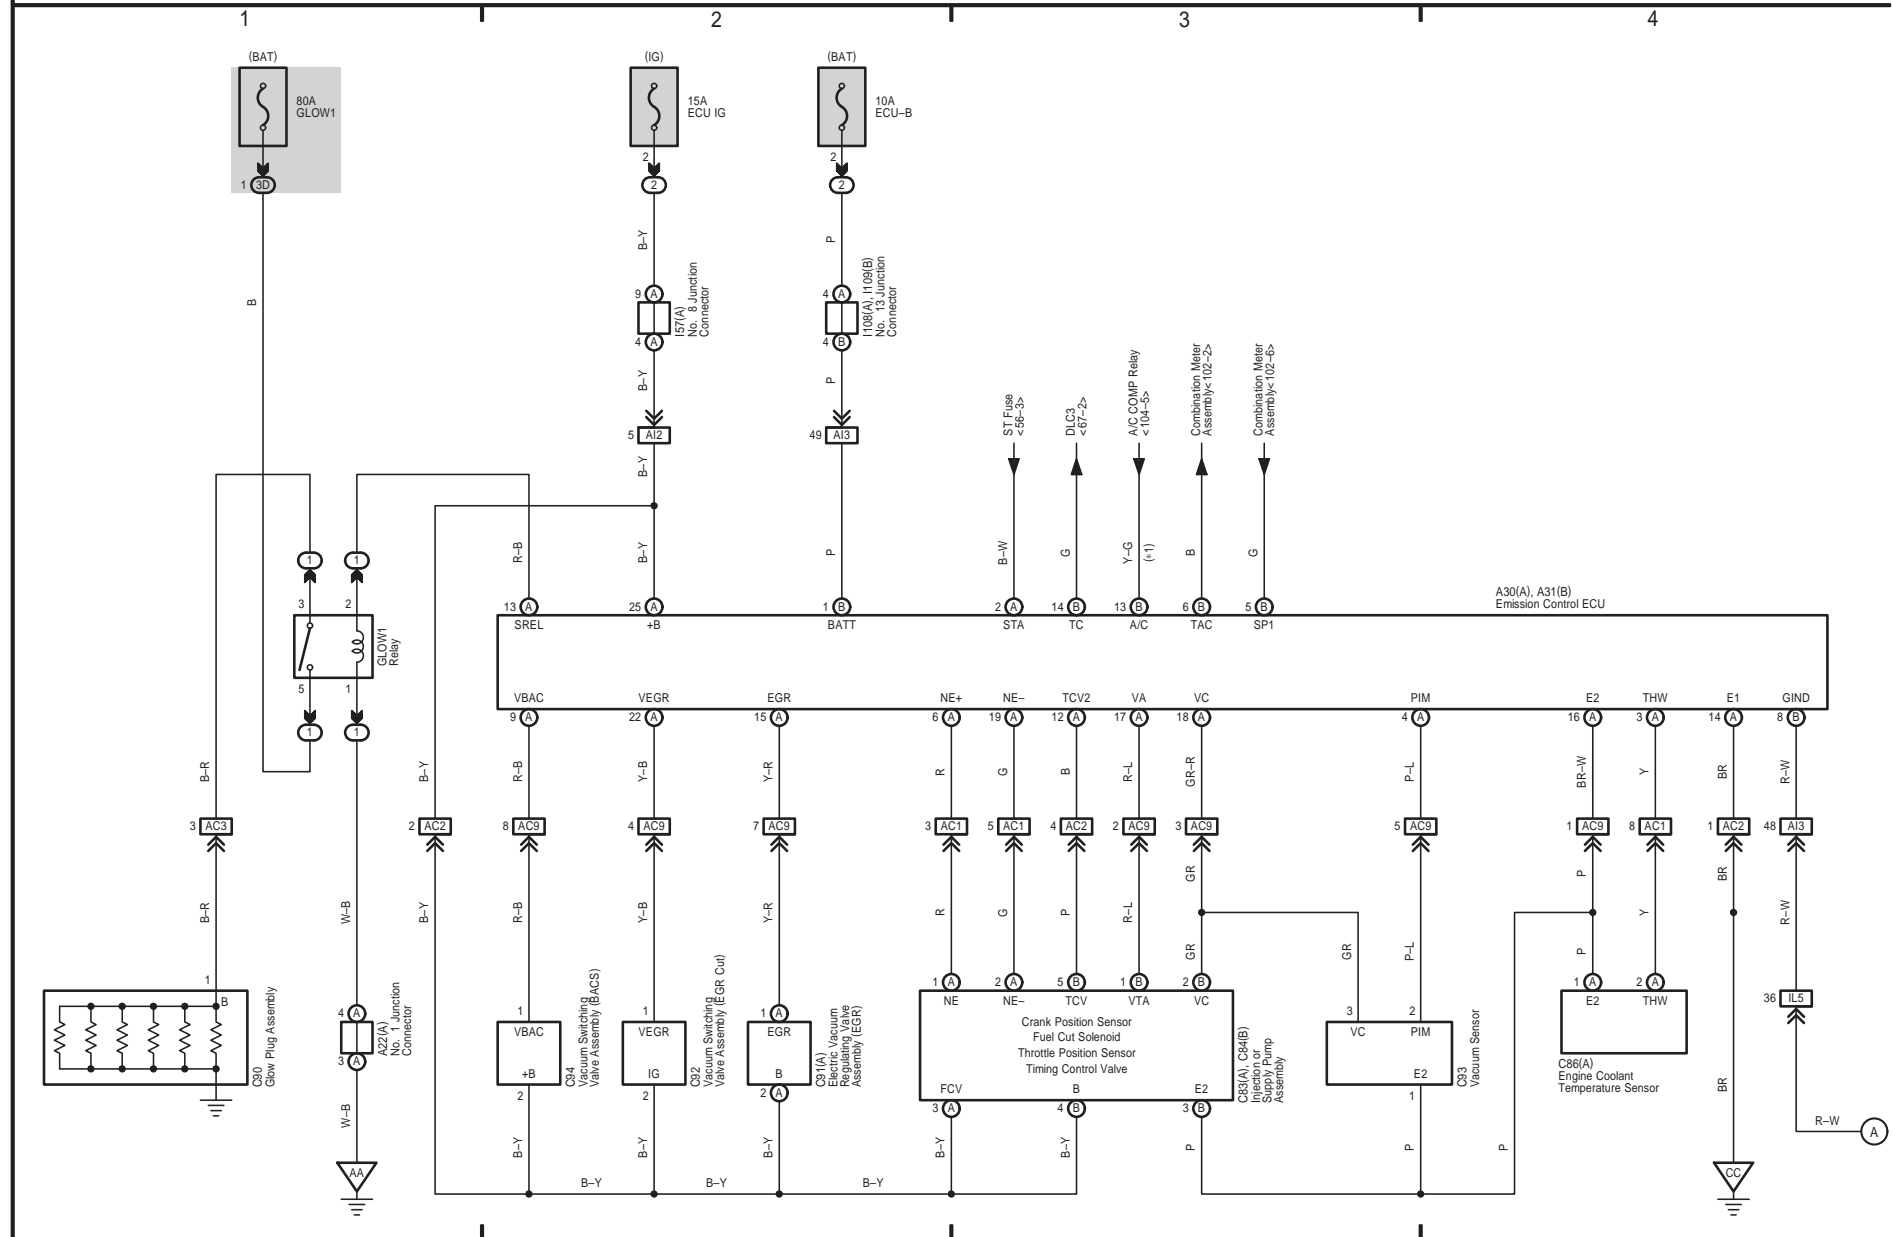 1
2
3
4
(BAT)
(IG)
(BAT)
80A
GLOW1
15A
ECU IG
10A
ECU–B
1
3D
2
2
2
2
B
B–Y
P
9
A
I57(A)
No. 8 Junction
Connector
4
A
4
A
I108(A), I109(B)
No. 13 Junction
Connector
4
B
B–Y
P
5
AI2
49
AI3
B–Y
ST Fuse
<56–3>
DLC3
<67–2>
A/C COMP Relay
<104–5>
Combination Meter
Assembly<102–2>
Combination Meter
Assembly<102–6>
1
1
R–B
B–Y
P
B–W
G
Y–G
(*1)
B
G
3
2
GLOW1
Relay
5
1
1
1
A30(A), A31(B)
Emission Control ECU
13
A
25
A
1
B
2
A
14
B
13
B
6
B
5
B
SREL
+B
BATT
STA
TC
A/C
TAC
SP1
VBAC
VEGR
EGR
NE+
NE–
TCV2
VA
VC
PIM
E2
THW
E1
GIND
9
A
22
A
15
A
6
A
19
A
12
A
17
A
18
A
4
A
16
A
3
A
14
A
8
B
B–R
B–Y
R–B
Y–B
Y–R
R
G
B
R–L
GR–R
P–L
BR–W
Y
BR
R–W
3
AC3
2
AC2
8
AC9
4
AC9
7
AC9
3
AC1
5
AC1
4
AC2
2
AC9
3
AC9
5
AC9
1
AC9
8
AC1
1
AC2
48
AI3
GR
P
BR
B–R
W–B
B–Y
R–B
Y–B
Y–R
R
G
P
R–L
GR
GR
P–L
P
Y
R–W
1
B
C90
Glow Plug Assembly
4
A
A22(A)
No. 1 Junction
Connector
3
A
W–B
AA
1
VBAC
+B
2
C94
Vacuum Switching
Valve Assembly (BACS)
1
VEGR
IG
2
C92
Vacuum Switching
Valve Assembly (EGR Cut)
1
A
EGR
B
2
A
C91(A)
Electric Vacuum
Regulating Valve
Assembly (EGR)
1
A
2
A
5
B
1
B
2
B
NE
NE–
TCV
VTA
VC
Crank Position Sensor
Fuel Cut Solenoid
Throttle Position Sensor
Timing Control Valve
FCV
B
E2
3
A
4
B
3
B
C83(A), C84(B)
Injection or
Supply Pump
Assembly
3
2
VC
PIM
E2
1
C93
Vacuum Sensor
1
A
2
A
E2
THW
C86(A)
Engine Coolant
Temperature Sensor
36
IL5
BR
R–W
A
B–Y
B–Y
B–Y
B–Y
B–Y
P
P
P
B–Y
B–Y
B–Y
CC